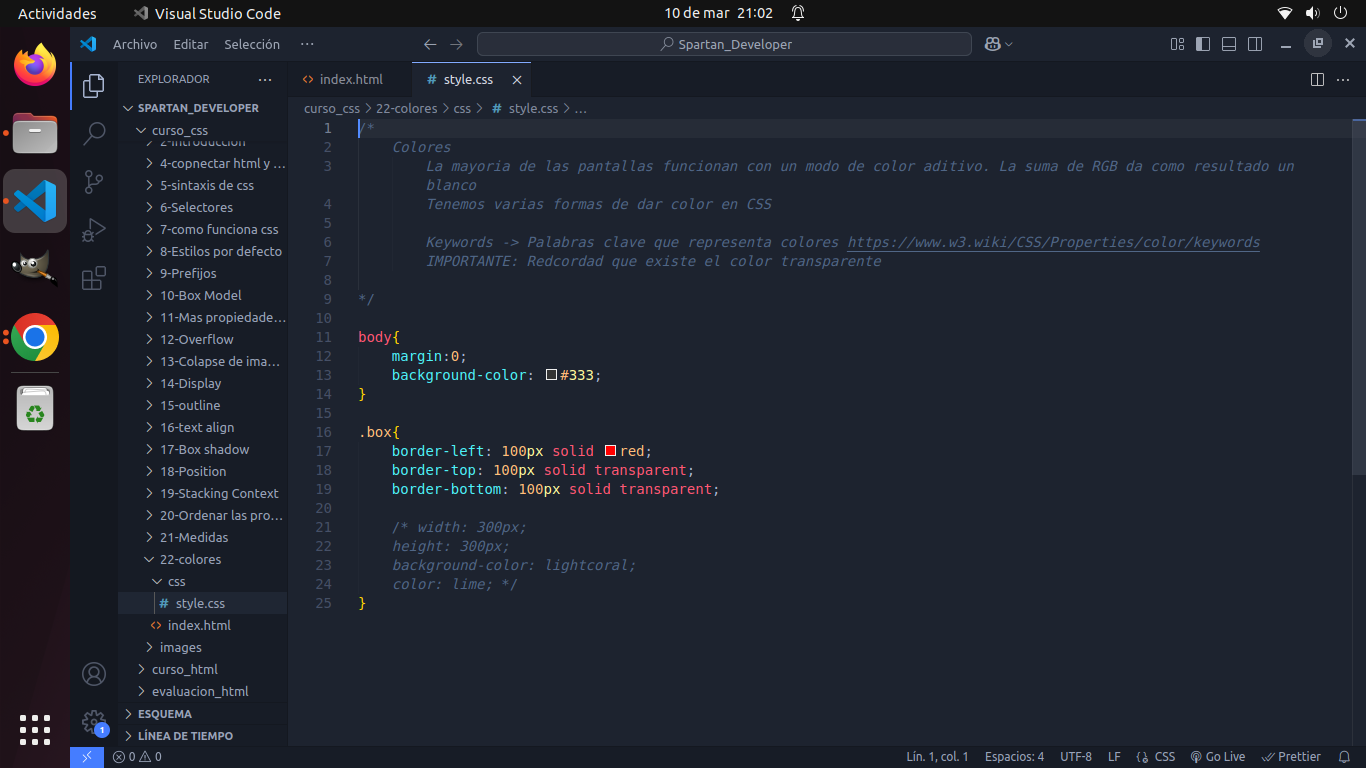 Actividades
Visual Studio Code
10 de mar 21:02
Archivo Editar Selección ···
Spartan_Developer
EXPLORADOR ···
SPARTAN_DEVELOPER
curso_css
2-introduccion
4-copnectar html y ...
5-sintaxis de css
6-Selectores
7-como funciona css
8-Estilos por defecto
9-Prefijos
10-Box Model
11-Mas propiedade...
12-Overflow
13-Colapse de ima...
14-Display
15-outline
16-text align
17-Box shadow
18-Position
19-Stacking Context
20-Ordenar las pro...
21-Medidas
22-colores
css
# style.css
<> index.html
images
curso_html
evaluacion_html
ESQUEMA
LÍNEA DE TIEMPO
1
<> index.html
# style.css
curso_css > 22-colores > css > # style.css > ...
1 /*
2 Colores
3 La mayoria de las pantallas funcionan con un modo de color aditivo. La suma de RGB da como resultado un
blanco
4 Tenemos varias formas de dar color en CSS
5
6 Keywords -> Palabras clave que representa colores https://www.w3.wiki/CSS/Properties/color/keywords
7 IMPORTANTE: Redcordad que existe el color transparente
8
9 */
10
11 body{
12 margin:0;
13 background-color: #333;
14 }
15
16 .box{
17 border-left: 100px solid red;
18 border-top: 100px solid transparent;
19 border-bottom: 100px solid transparent;
20
21 /* width: 300px;
22 height: 300px;
23 background-color: lightcoral;
24 color: lime; */
25 }
0 0
Lín. 1, col. 1 Espacios: 4 UTF-8 LF {} CSS Go Live Prettier